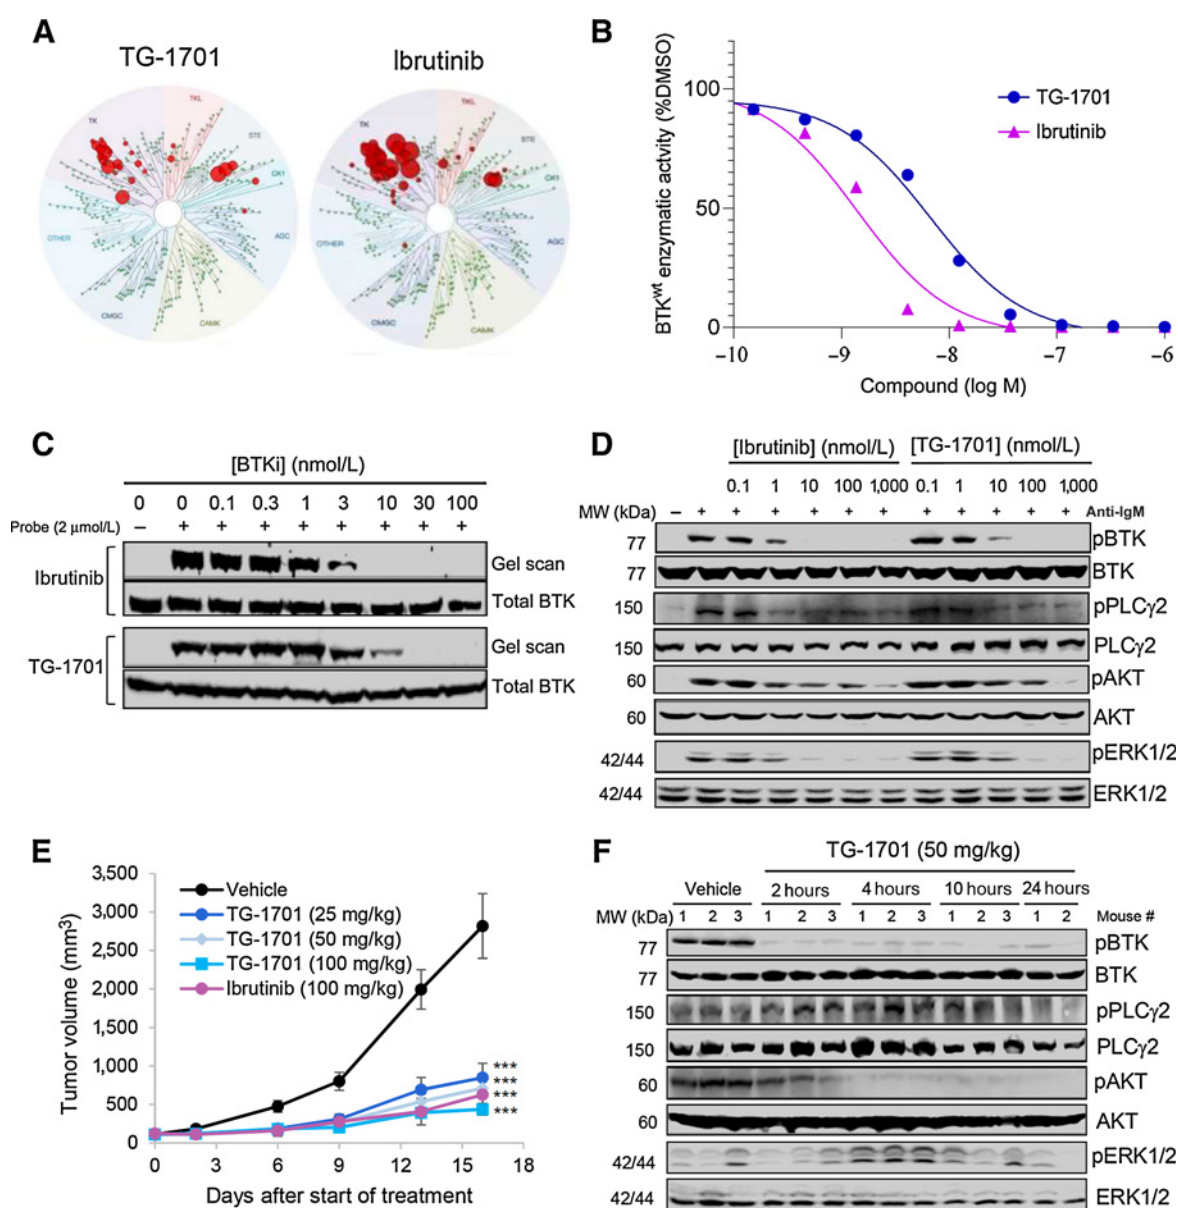 A
TG-1701
Ibrutinib
TK
TKL
STE
CK1
AGC
CAMK
CMGC
OTHER
TK
TKL
STE
CK1
AGC
CAMK
CMGC
OTHER
B
BTKwt enzymatic activity (%DMSO)
100
50
0
−10 −9 −8 −7 −6
Compound (log M)
TG-1701
Ibrutinib
C
[BTKi] (nmol/L)
0 0 0.1 0.3 1 3 10 30 100
Probe (2 μmol/L) − + + + + + + + +
Ibrutinib
Gel scan
Total BTK
TG-1701
Gel scan
Total BTK
D
[Ibrutinib] (nmol/L) [TG-1701] (nmol/L)
0.1 1 10 100 1,000 0.1 1 10 100 1,000
MW (kDa) − + + + + + + + + + + + Anti-IgM
77 pBTK
77 BTK
150 pPLCγ2
150 PLCγ2
60 pAKT
60 AKT
42/44 pERK1/2
42/44 ERK1/2
E
Tumor volume (mm3)
3,500
3,000
2,500
2,000
1,500
1,000
500
0
0 3 6 9 12 15 18
Days after start of treatment
Vehicle
TG-1701 (25 mg/kg)
TG-1701 (50 mg/kg)
TG-1701 (100 mg/kg)
Ibrutinib (100 mg/kg)
***
***
***
***
F
TG-1701 (50 mg/kg)
Vehicle 2 hours 4 hours 10 hours 24 hours
MW (kDa) 1 2 3 1 2 3 1 2 3 1 2 3 1 2 Mouse #
77 pBTK
77 BTK
150 pPLCγ2
150 PLCγ2
60 pAKT
60 AKT
42/44 pERK1/2
42/44 ERK1/2